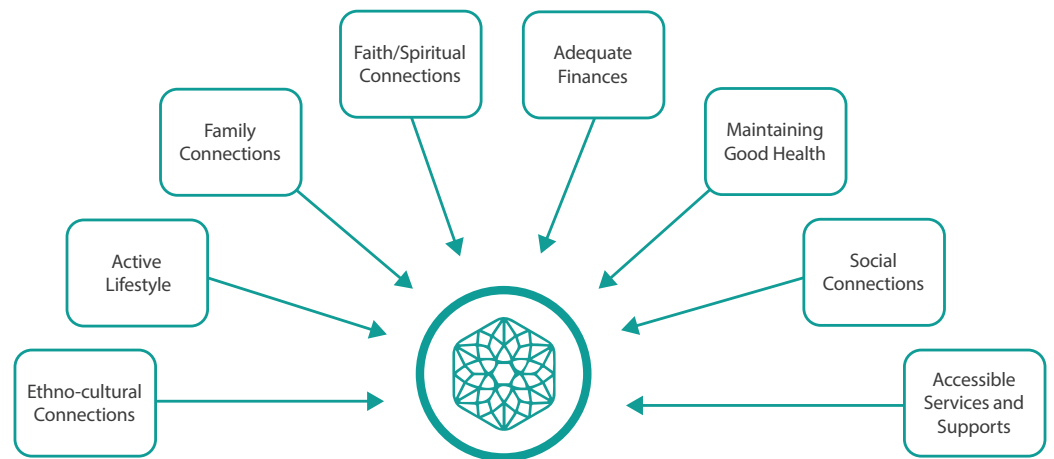 Faith/Spiritual
Connections
Adequate
Finances
Family
Connections
Maintaining
Good Health
Active
Lifestyle
Social
Connections
Ethno-cultural
Connections
Accessible
Services and
Supports